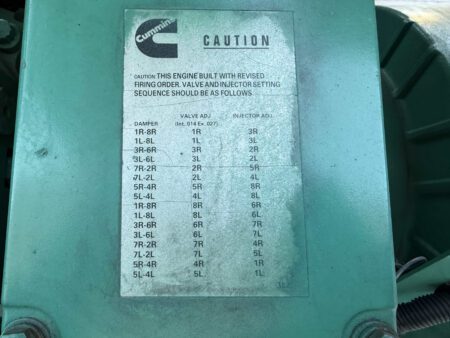 Cummins
CAUTION
CAUTION THIS ENGINE BUILT WITH REVISED
FIRING ORDER. VALVE AND INJECTOR SETTING
SEQUENCE SHOULD BE AS FOLLOWS
VALVE ADJ. INJECTOR ADJ.
DAMPER (Int. .014 Ex. .027)
1R-8R 1R 3R
1L-8L 1L 3L
3R-6R 3R 2R
3L-6L 3L 2L
7R-2R 2R 5R
7L-2L 2L 4L
5R-4R 5R 8R
5L-4L 4L 8L
1R-8R 8R 6R
1L-8L 8L 6L
3R-6R 6R 7R
3L-6L 6L 7L
7R-2R 7R 4R
7L-2L 7L 5L
5R-4R 4R 1R
5L-4L 5L 1L